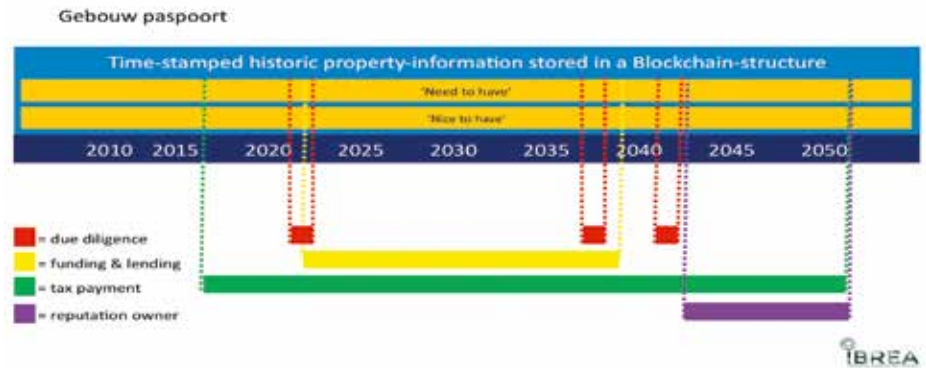 Gebouw paspoort
Time-stamped historic property-information stored in a Blockchain-structure
'Need to have'
'Nice to have'
2010 2015 2020 2025 2030 2035 2040 2045 2050
= due diligence
= funding & lending
= tax payment
= reputation owner
IBREA